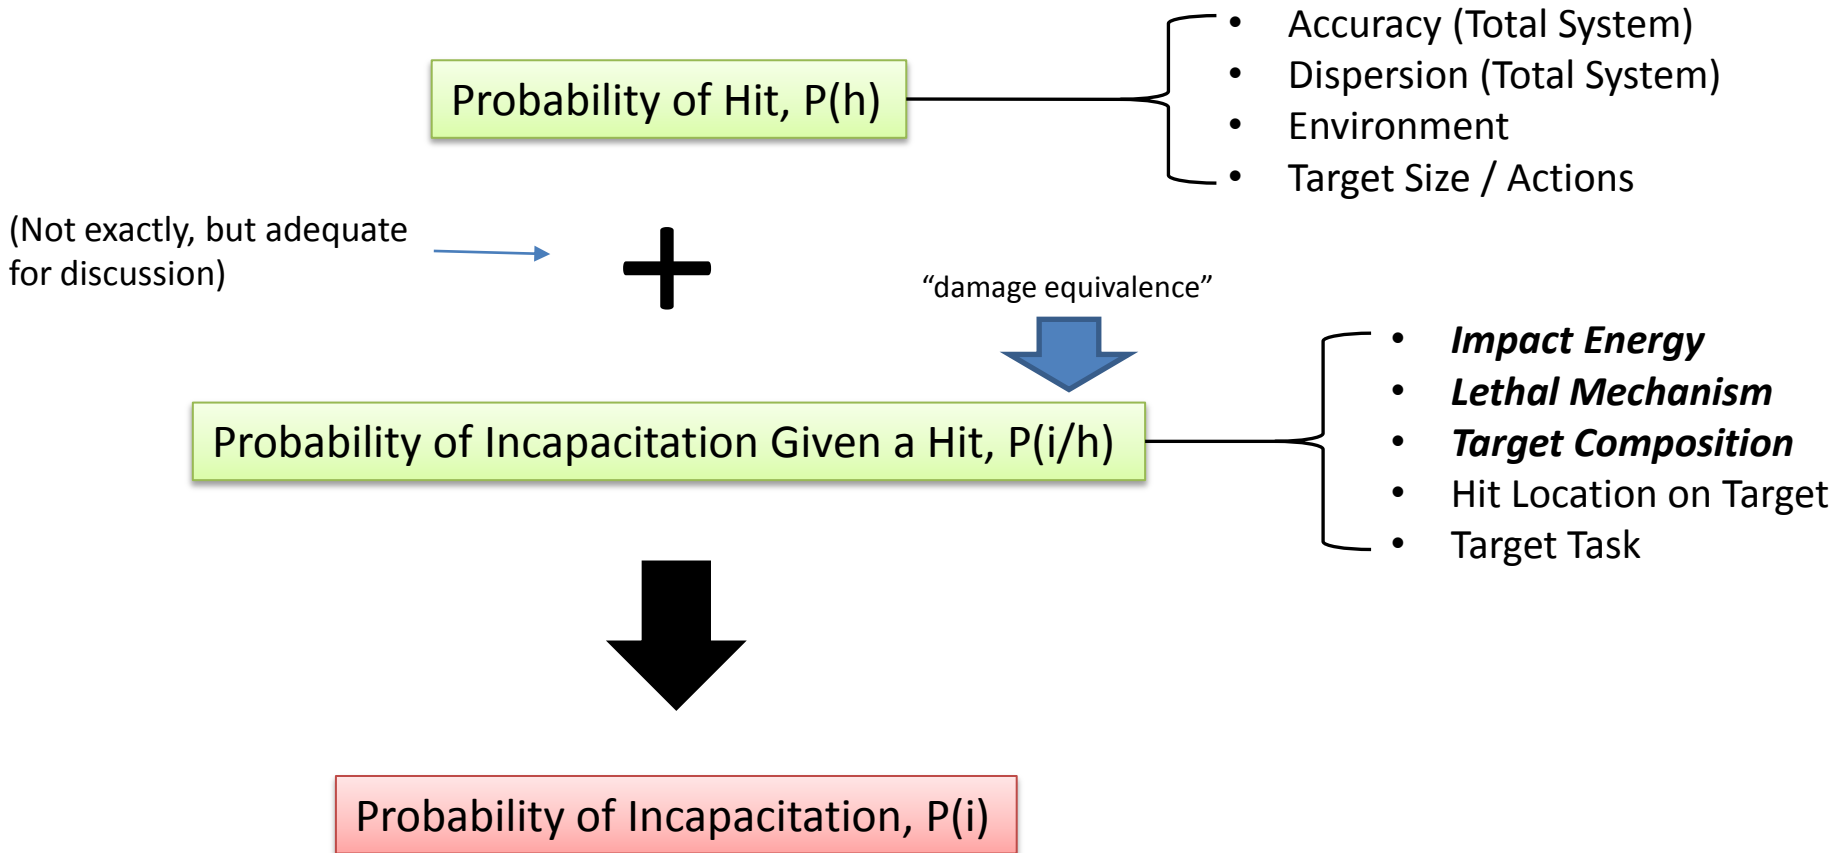 Probability of Hit, P(h)
• Accuracy (Total System)
• Dispersion (Total System)
• Environment
• Target Size / Actions
(Not exactly, but adequate
for discussion)
+
“damage equivalence”
Probability of Incapacitation Given a Hit, P(i/h)
• Impact Energy
• Lethal Mechanism
• Target Composition
• Hit Location on Target
• Target Task
Probability of Incapacitation, P(i)